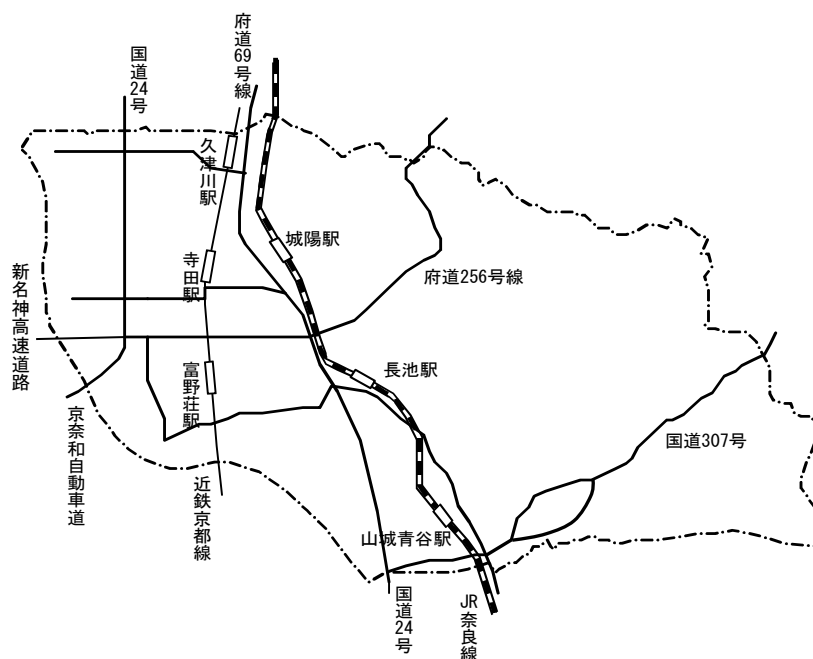 府道69号線
国道24号
久津川駅
城陽駅
寺田駅
府道256号線
新名神高速道路
長池駅
富野荘駅
京奈和自動車道
国道307号
近鉄京都線
山城青谷駅
国道24号
JR奈良線